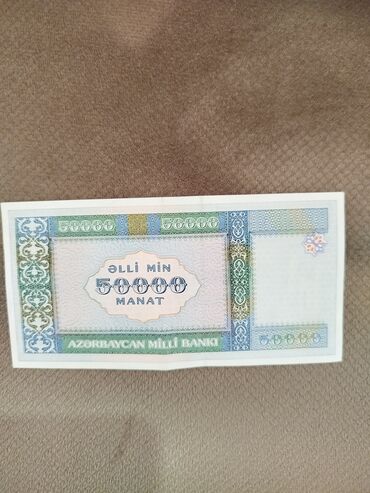 50000 50000
ƏLLİ MİN
50000
MANAT
AZƏRBAYCAN MİLLİ BANKI
50000